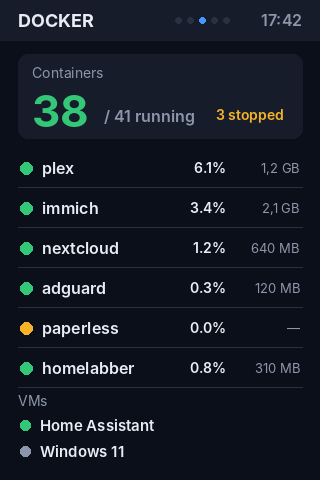 DOCKER 17:42
Containers
38 / 41 running 3 stopped
plex 6.1% 1,2 GB
immich 3.4% 2,1 GB
nextcloud 1.2% 640 MB
adguard 0.3% 120 MB
paperless 0.0% —
homelabber 0.8% 310 MB
VMs
Home Assistant
Windows 11